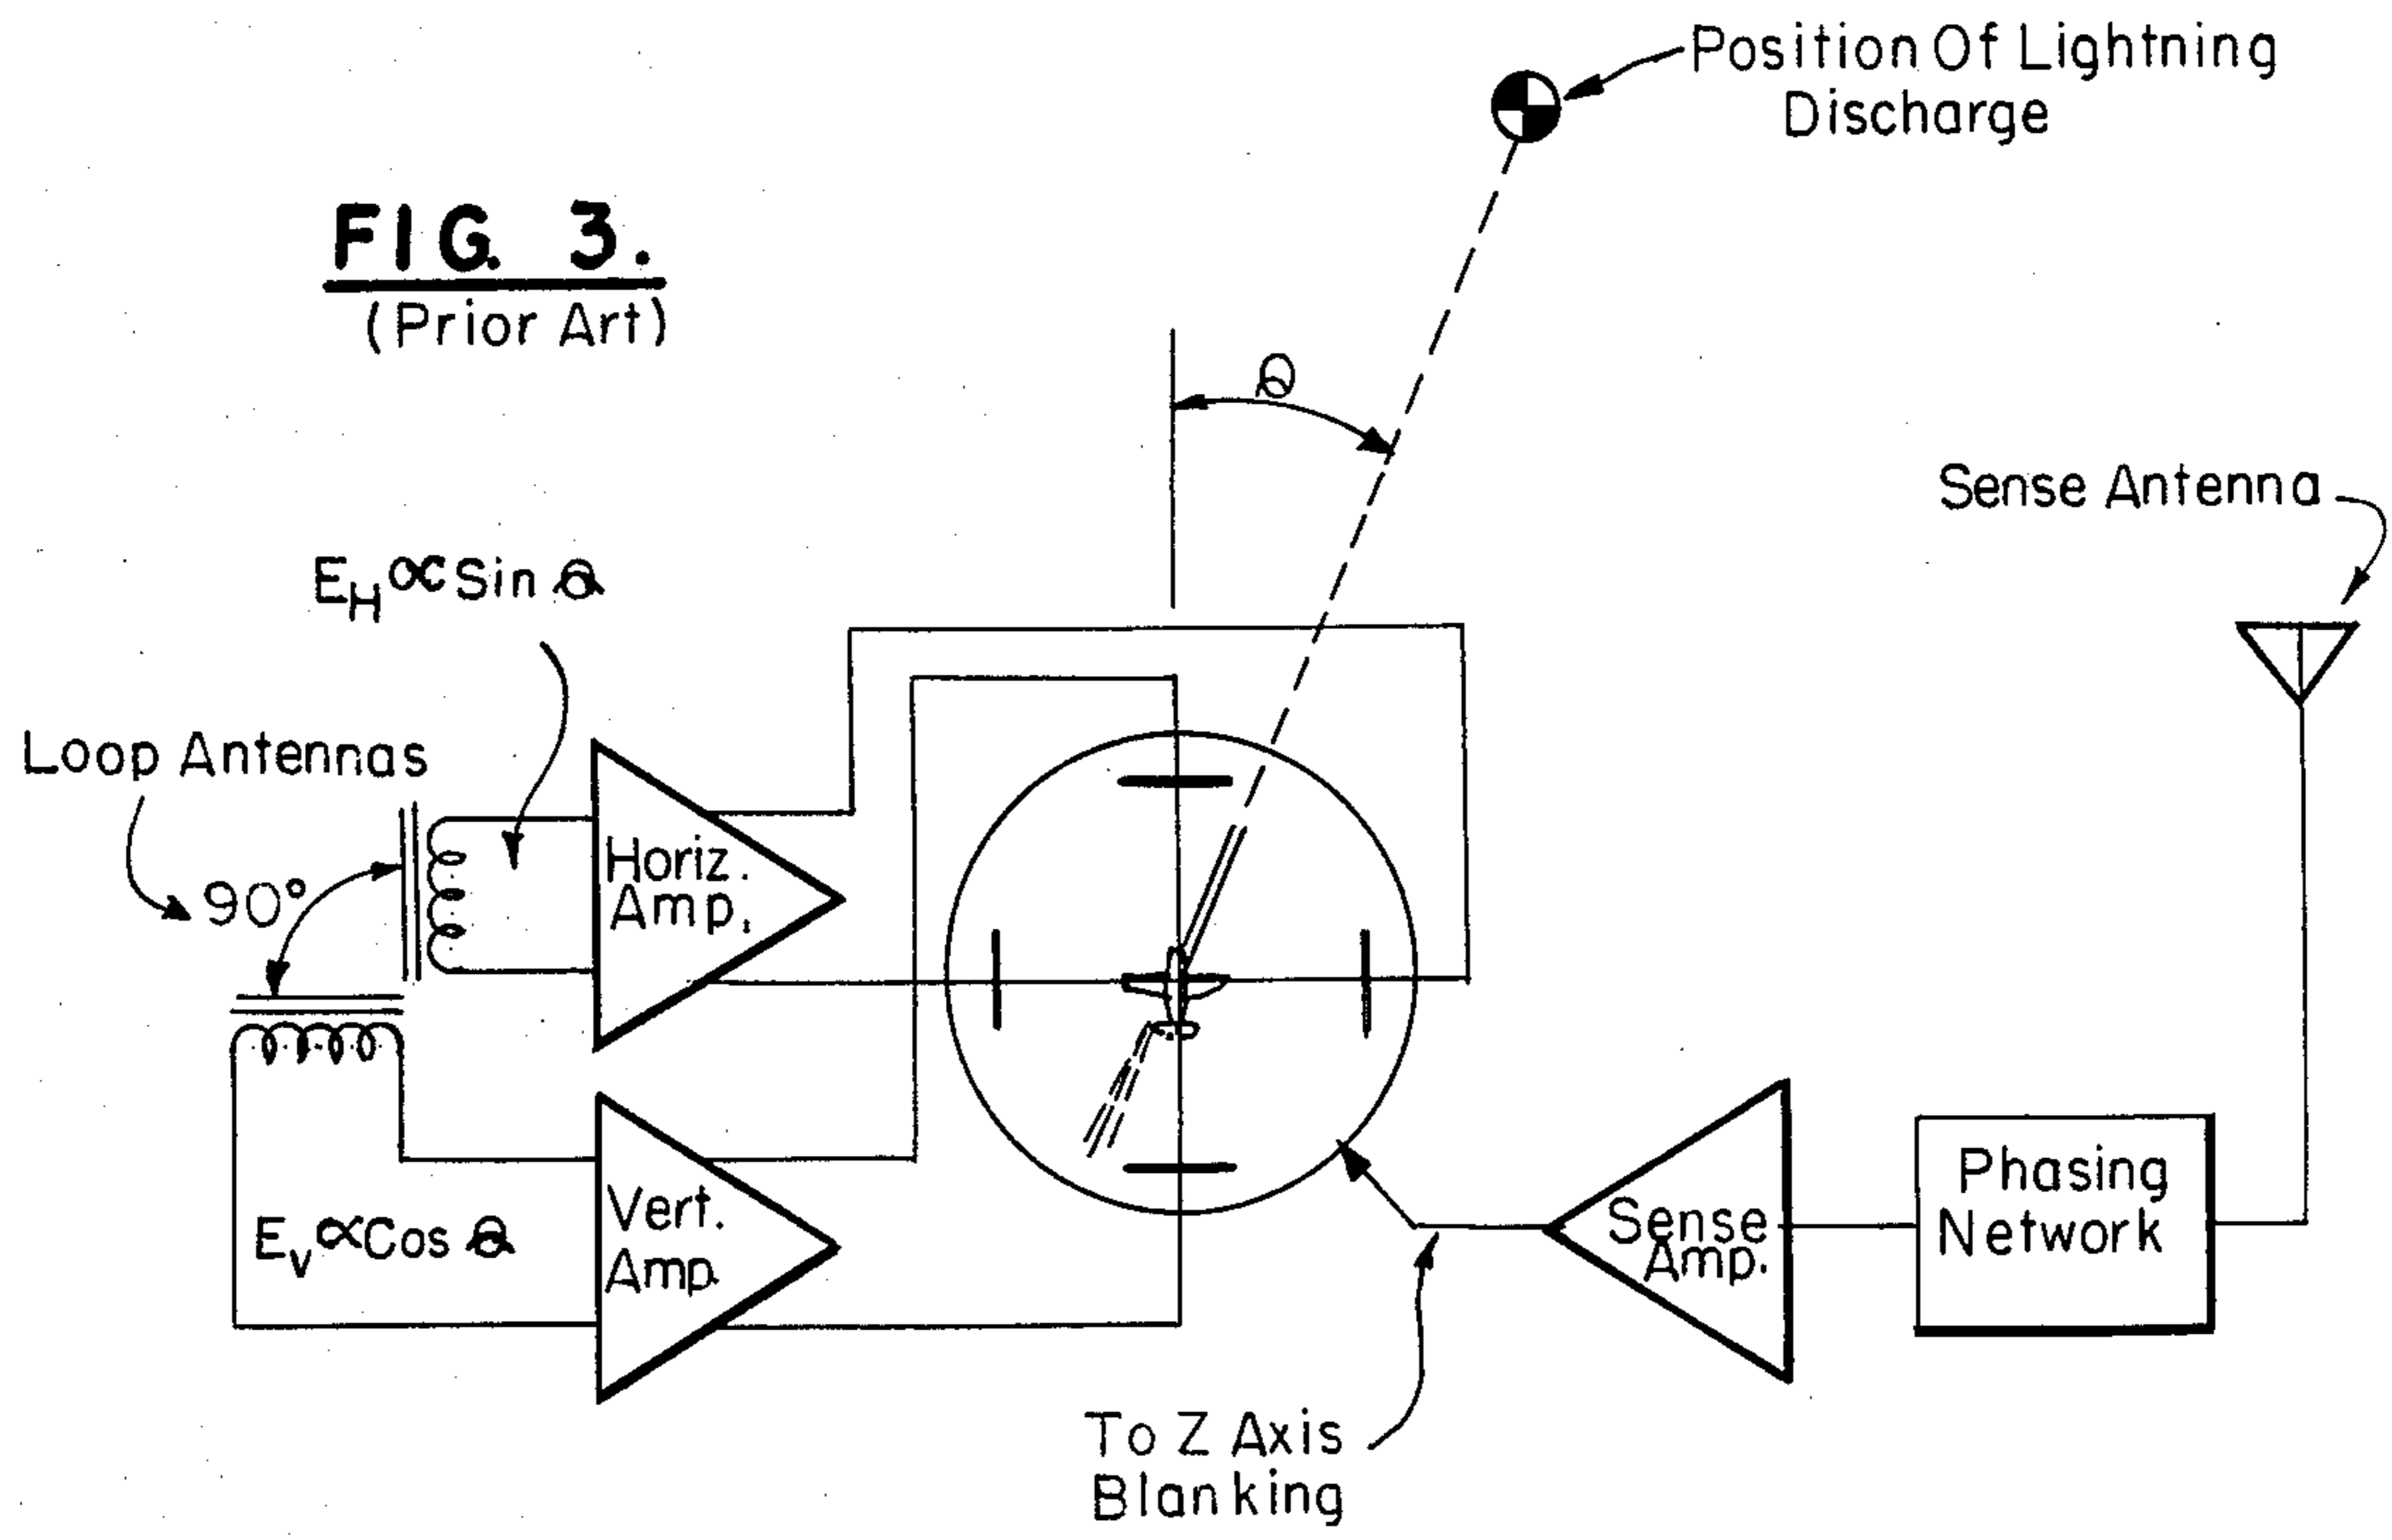 Position Of Lightning
Discharge
FIG. 3.
(Prior Art)
θ
Sense Antenna
E_H ∝ Sin θ
Loop Antennas
90°
Horiz.
Amp.
Vert.
Amp.
E_V ∝ Cos θ
Sense
Amp.
Phasing
Network
To Z Axis
Blanking